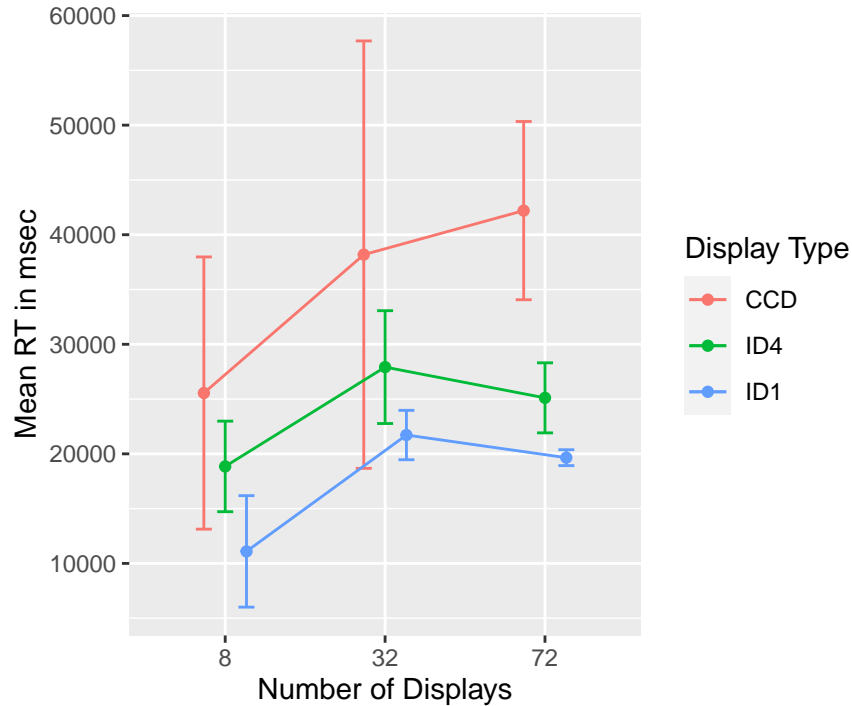 60000
50000
40000
30000
20000
10000
Mean RT in msec
8 32 72
Number of Displays
Display Type
CCD
ID4
ID1